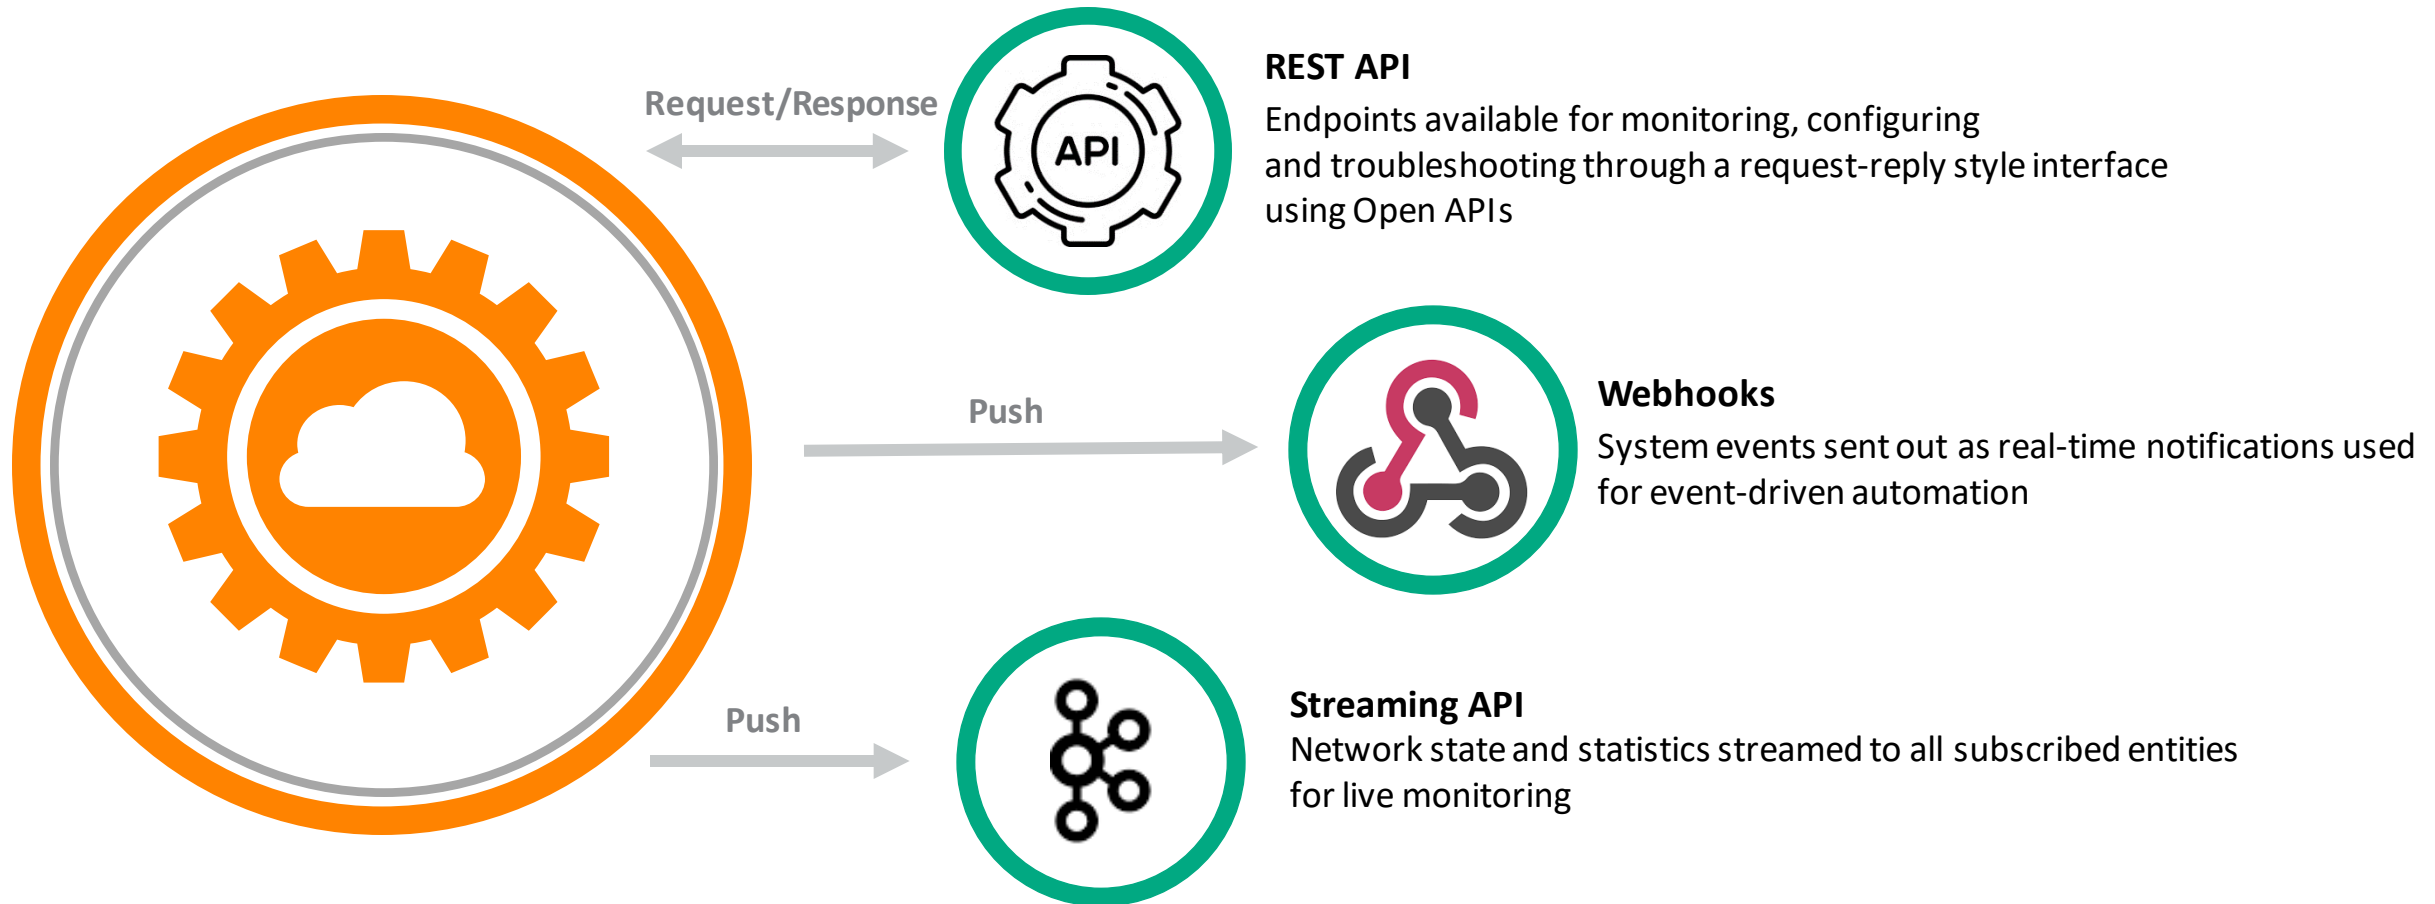 Request/Response
API
REST API
Endpoints available for monitoring, configuring
and troubleshooting through a request-reply style interface
using Open APIs
Push
Webhooks
System events sent out as real-time notifications used
for event-driven automation
Push
Streaming API
Network state and statistics streamed to all subscribed entities
for live monitoring